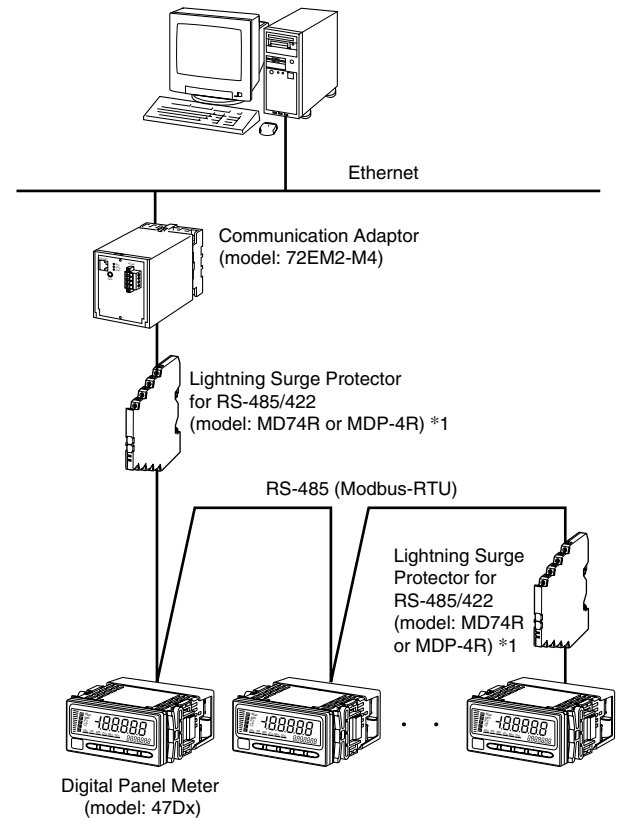 Ethernet
Communication Adaptor
(model: 72EM2-M4)
Lightning Surge Protector
for RS-485/422
(model: MD74R or MDP-4R) *1
RS-485 (Modbus-RTU)
Lightning Surge
Protector for
RS-485/422
(model: MD74R
or MDP-4R) *1
Digital Panel Meter
(model: 47Dx)